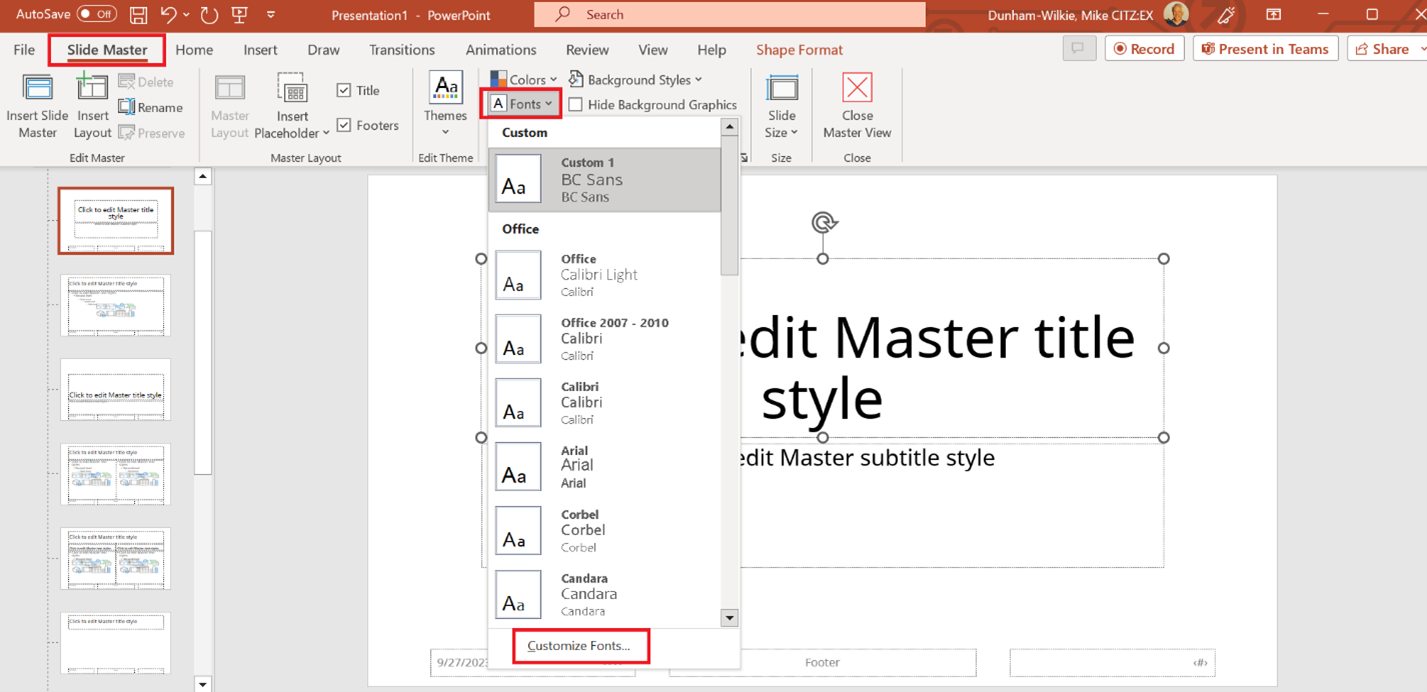 AutoSave Off Presentation1 - PowerPoint Search Dunham-Wilkie, Mike CITZ:EX
File Slide Master Home Insert Draw Transitions Animations Review View Help Shape Format Record Present in Teams Share
Insert Slide Master
Insert Layout
Delete
Rename
Preserve
Edit Master
Master Layout
Insert Placeholder
Title
Footers
Master Layout
Aa
Themes
Edit Theme
Colors
Background Styles
A Fonts
Hide Background Graphics
Slide Size
Size
Close Master View
Close
Custom
Aa
Custom 1
BC Sans
BC Sans
Office
Aa
Office
Calibri Light
Calibri
Aa
Office 2007 - 2010
Calibri
Calibri
Aa
Calibri
Calibri
Calibri
Aa
Arial
Arial
Arial
Aa
Corbel
Corbel
Corbel
Aa
Candara
Candara
Candara
Customize Fonts...
Click to edit Master title
style
Click to edit Master title style
Click to edit Master title style
Click to edit Master title style
Click to edit Master title style
Click to edit Master title style
edit Master title
style
edit Master subtitle style
9/27/202
Footer
‹#›